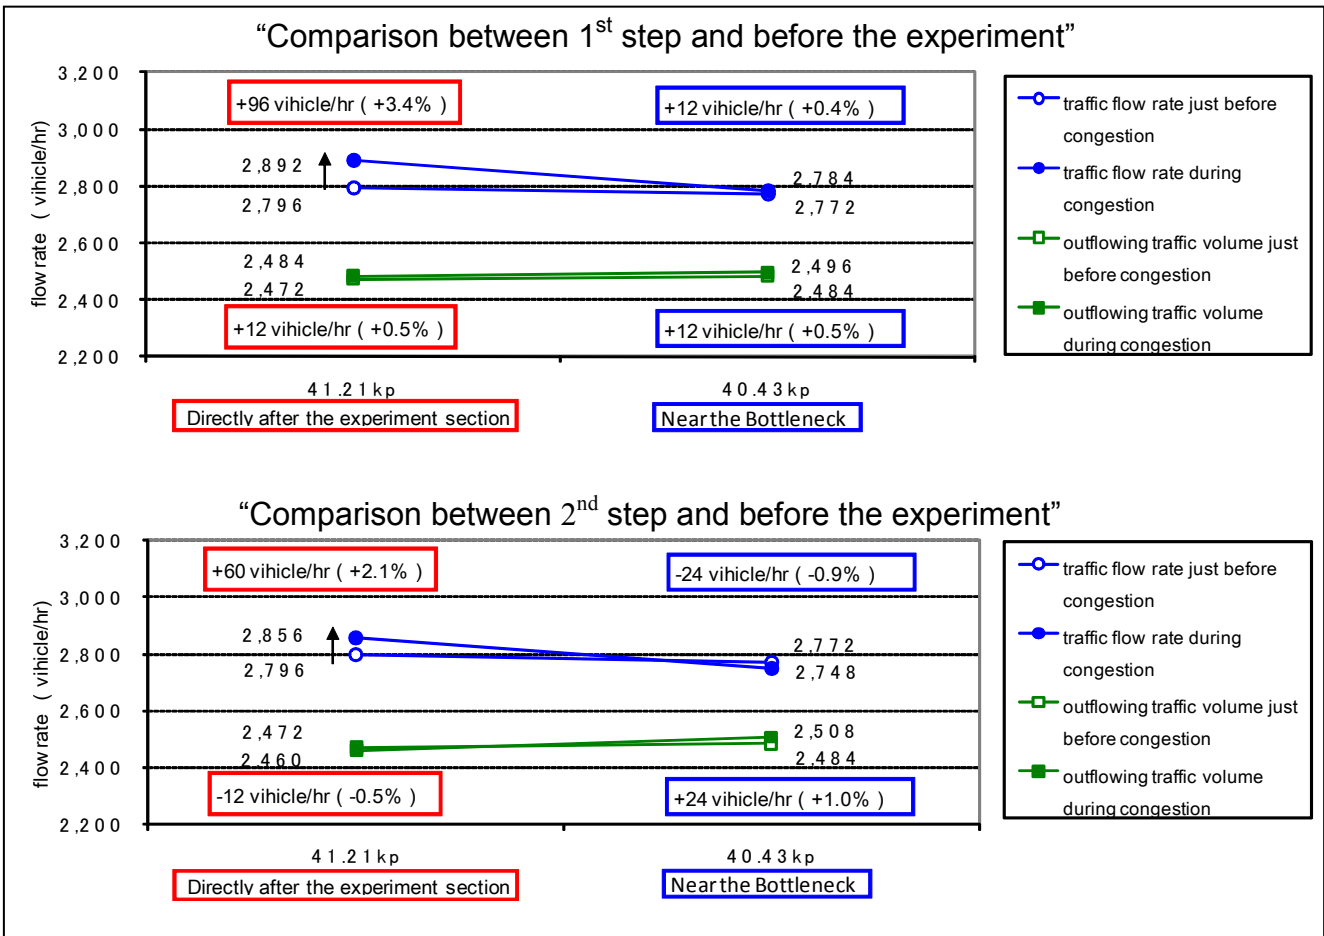 “Comparison between 1st step and before the experiment”
3,200
3,000
2,800
2,600
2,400
2,200
flow rate ( vihicle/hr)
+96 vihicle/hr ( +3.4% )
+12 vihicle/hr ( +0.4% )
2,892
2,796
2,784
2,772
2,484
2,472
2,496
2,484
+12 vihicle/hr ( +0.5% )
+12 vihicle/hr ( +0.5% )
41.21kp
40.43kp
Directly after the experiment section
Near the Bottleneck
traffic flow rate just before
congestion
traffic flow rate during
congestion
outflowing traffic volume just
before congestion
outflowing traffic volume
during congestion
“Comparison between 2nd step and before the experiment”
3,200
3,000
2,800
2,600
2,400
2,200
flow rate ( vihicle/hr)
+60 vihicle/hr ( +2.1% )
-24 vihicle/hr ( -0.9% )
2,856
2,796
2,772
2,748
2,472
2,460
2,508
2,484
-12 vihicle/hr ( -0.5% )
+24 vihicle/hr ( +1.0% )
41.21kp
40.43kp
Directly after the experiment section
Near the Bottleneck
traffic flow rate just before
congestion
traffic flow rate during
congestion
outflowing traffic volume just
before congestion
outflowing traffic volume
during congestion